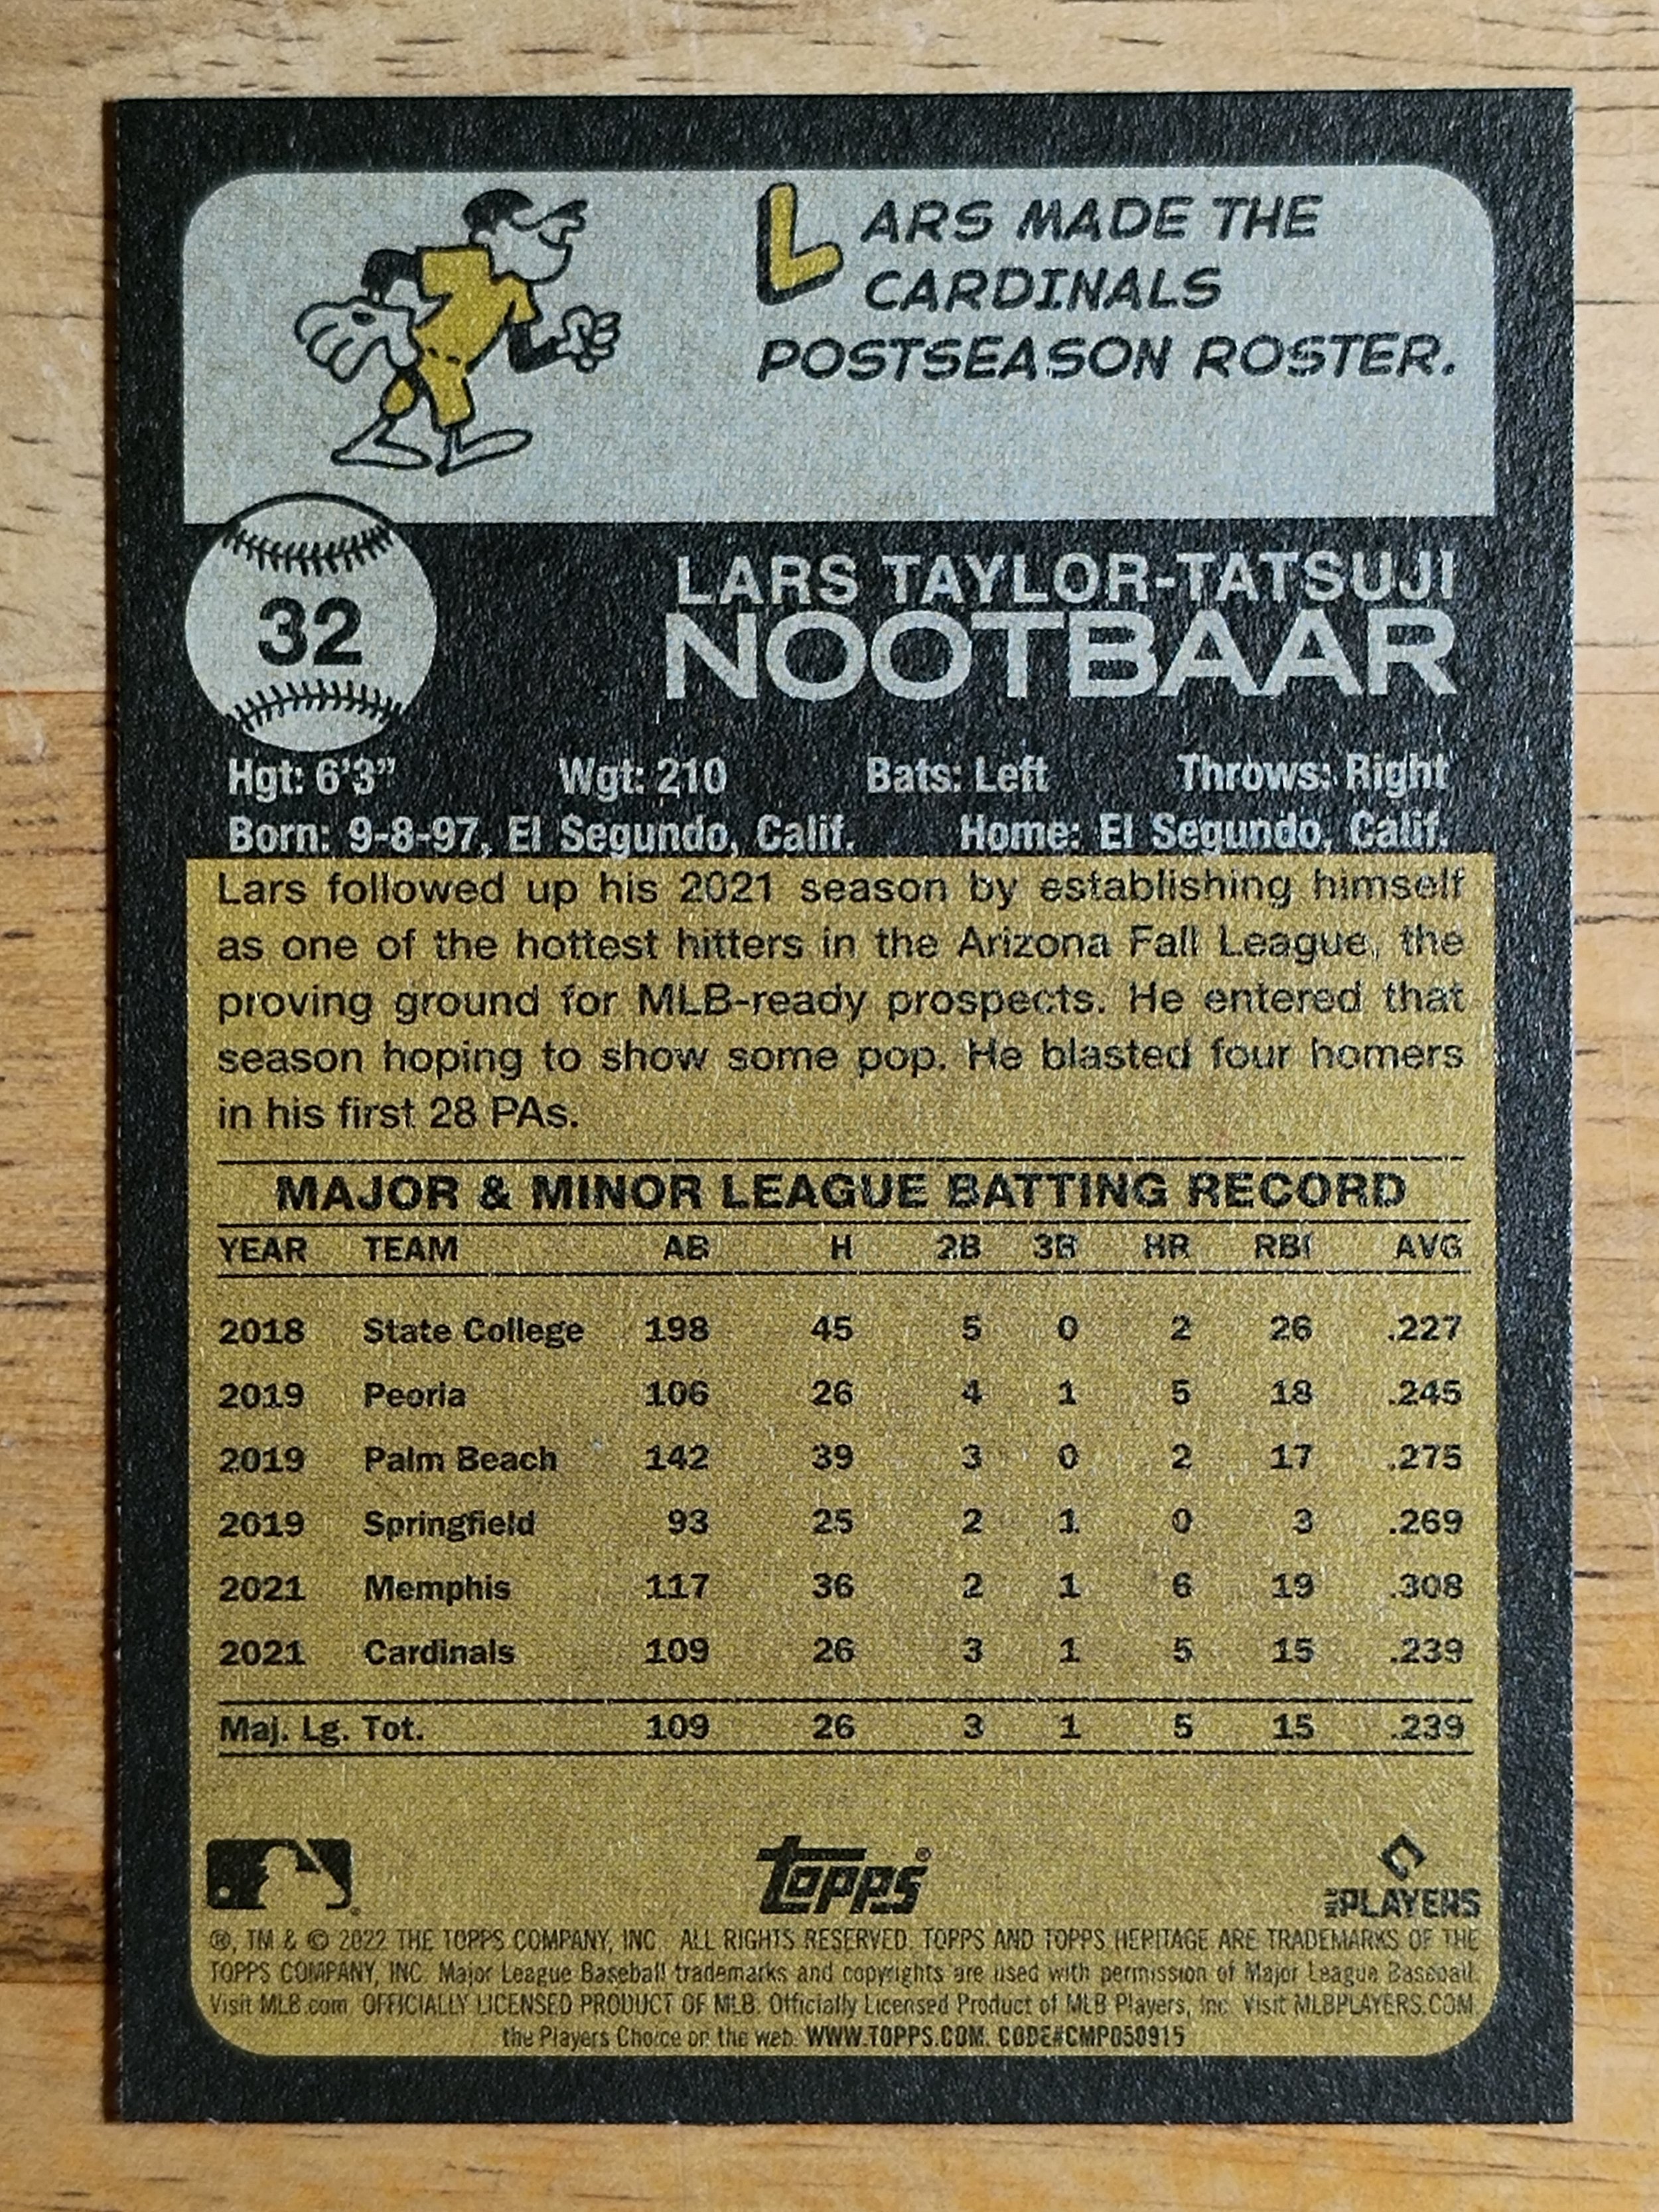 LARS MADE THE
CARDINALS
POSTSEASON ROSTER.
32
LARS TAYLOR-TATSUJI
NOOTBAAR
Hgt: 6'3” Wgt: 210 Bats: Left Throws: Right
Born: 9-8-97, El Segundo, Calif. Home: El Segundo, Calif.
Lars followed up his 2021 season by establishing himself
as one of the hottest hitters in the Arizona Fall League, the
proving ground for MLB-ready prospects. He entered that
season hoping to show some pop. He blasted four homers
in his first 28 PAs.
MAJOR & MINOR LEAGUE BATTING RECORD
YEAR TEAM AB H 2B 3B HR RBI AVG
2018 State College 198 45 5 0 2 26 .227
2019 Peoria 106 26 4 1 5 18 .245
2019 Palm Beach 142 39 3 0 2 17 .275
2019 Springfield 93 25 2 1 0 3 .269
2021 Memphis 117 36 2 1 6 19 .308
2021 Cardinals 109 26 3 1 5 15 .239
Maj. Lg. Tot. 109 26 3 1 5 15 .239
topps®
MLB PLAYERS
®, TM & © 2022 THE TOPPS COMPANY, INC. ALL RIGHTS RESERVED. TOPPS AND TOPPS HERITAGE ARE TRADEMARKS OF THE
TOPPS COMPANY, INC. Major League Baseball trademarks and copyrights are used with permission of Major League Baseball.
Visit MLB.com. OFFICIALLY LICENSED PRODUCT OF MLB. Officially Licensed Product of MLB Players, Inc. Visit MLBPLAYERS.COM,
the Players Choice on the web. WWW.TOPPS.COM. CODE#CMP050915